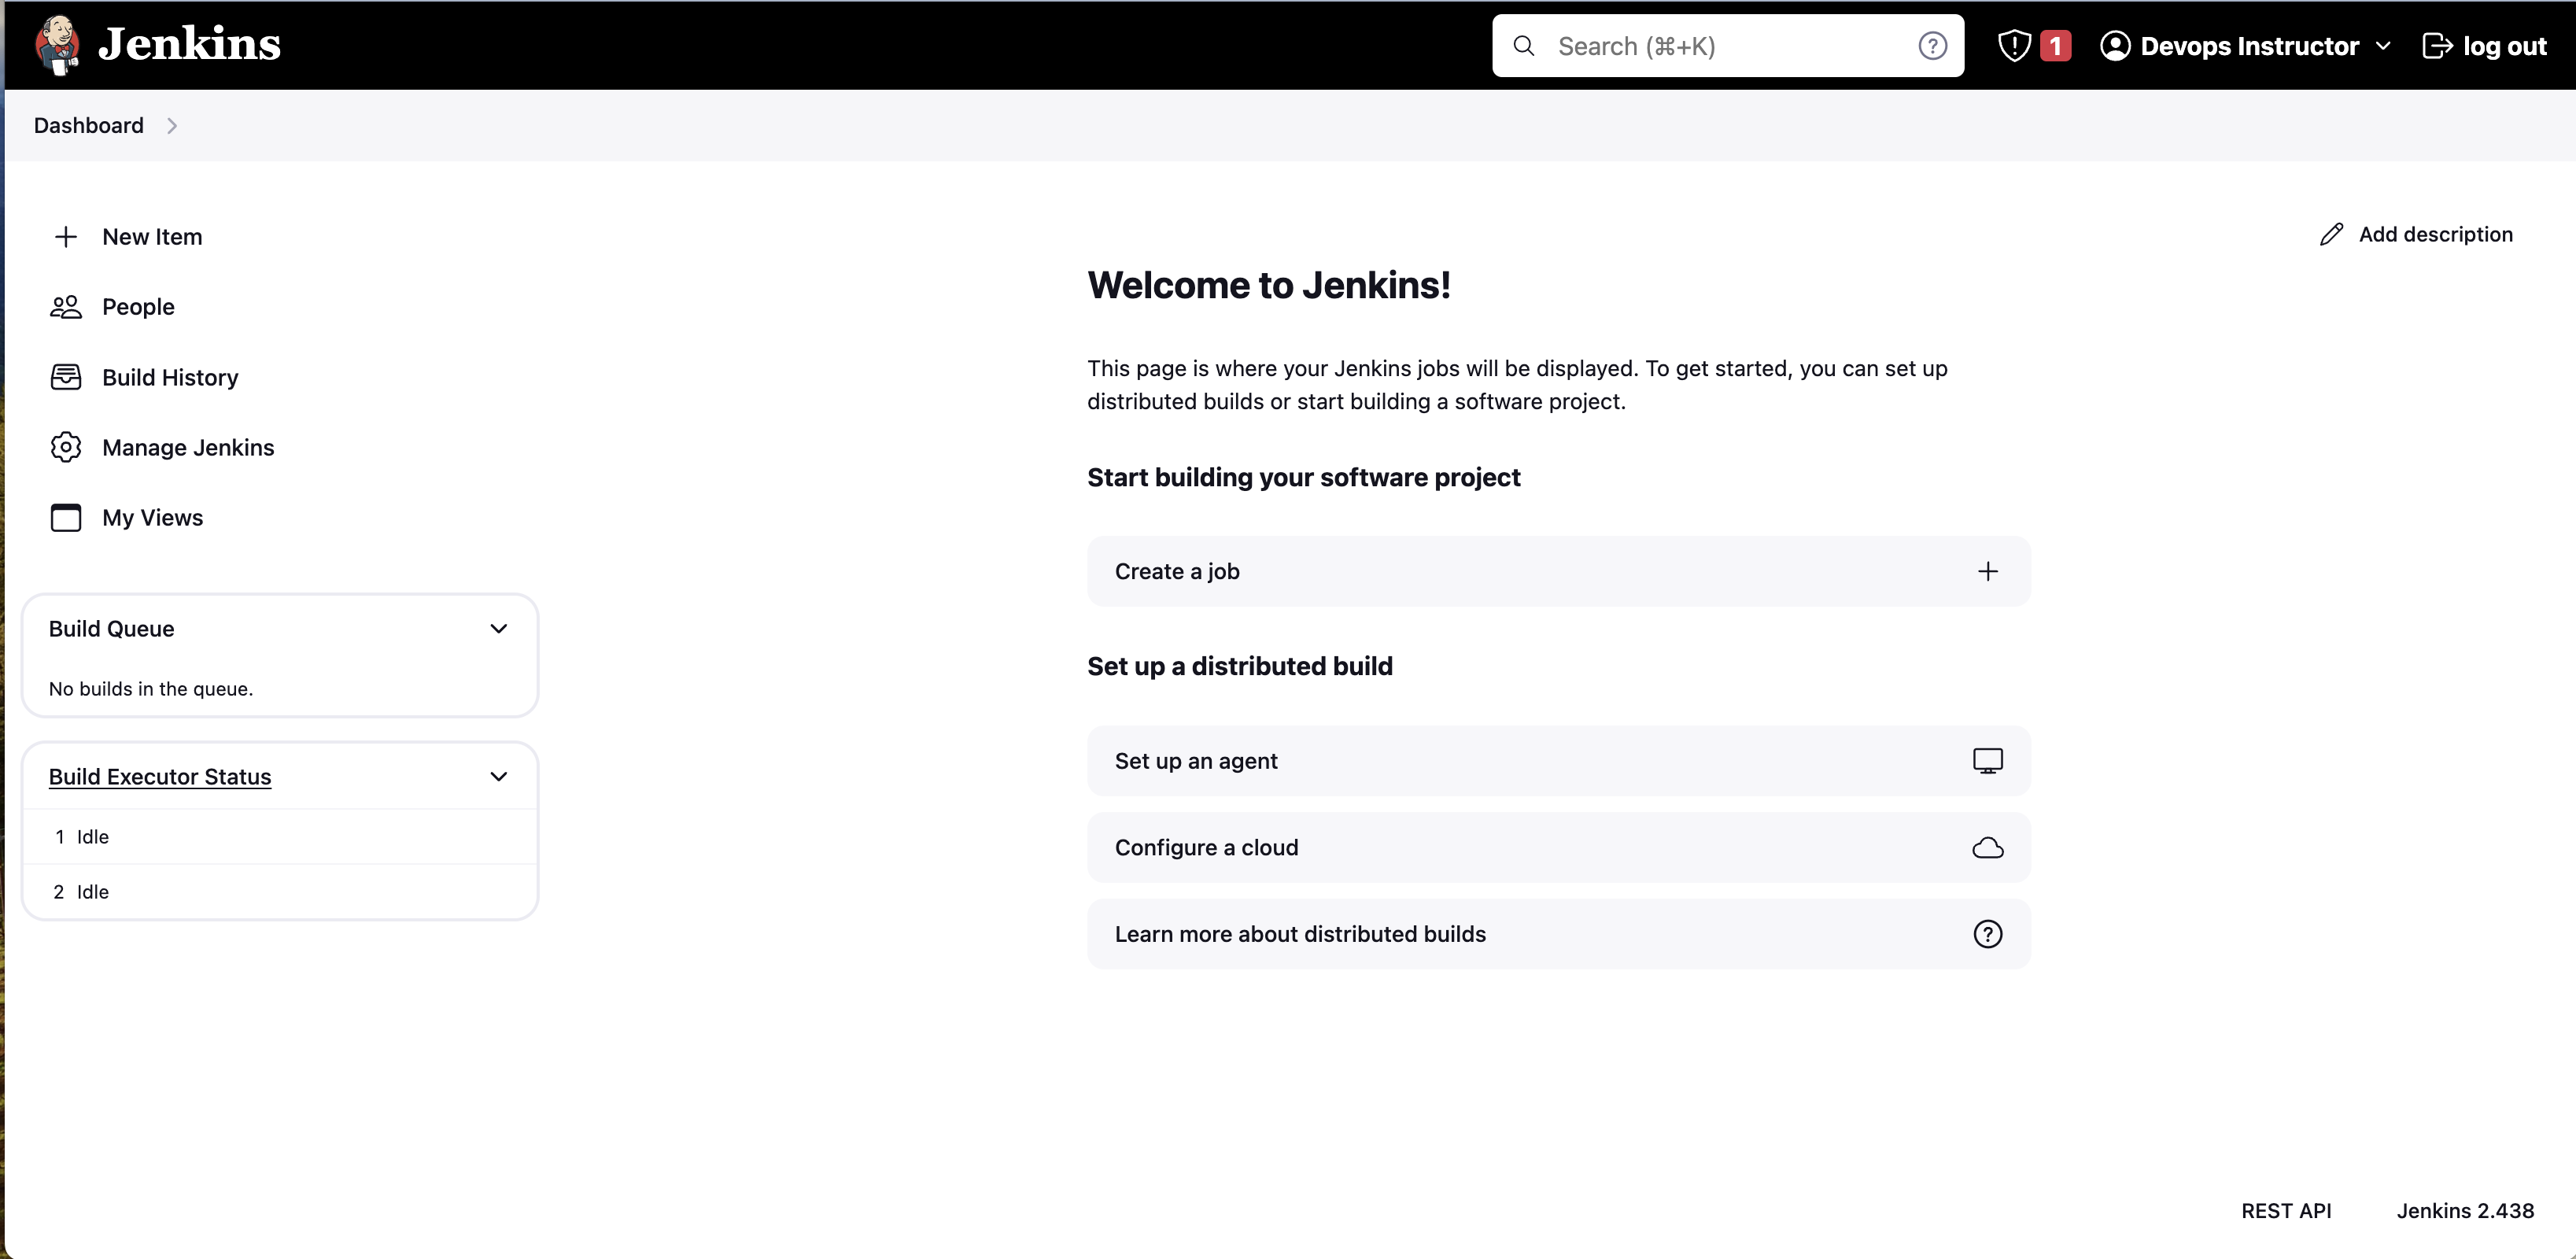 Jenkins
Search (⌘+K)
1
Devops Instructor
log out
Dashboard
New Item
People
Build History
Manage Jenkins
My Views
Build Queue
No builds in the queue.
Build Executor Status
1 Idle
2 Idle
Add description
Welcome to Jenkins!
This page is where your Jenkins jobs will be displayed. To get started, you can set up
distributed builds or start building a software project.
Start building your software project
Create a job
Set up a distributed build
Set up an agent
Configure a cloud
Learn more about distributed builds
REST API
Jenkins 2.438